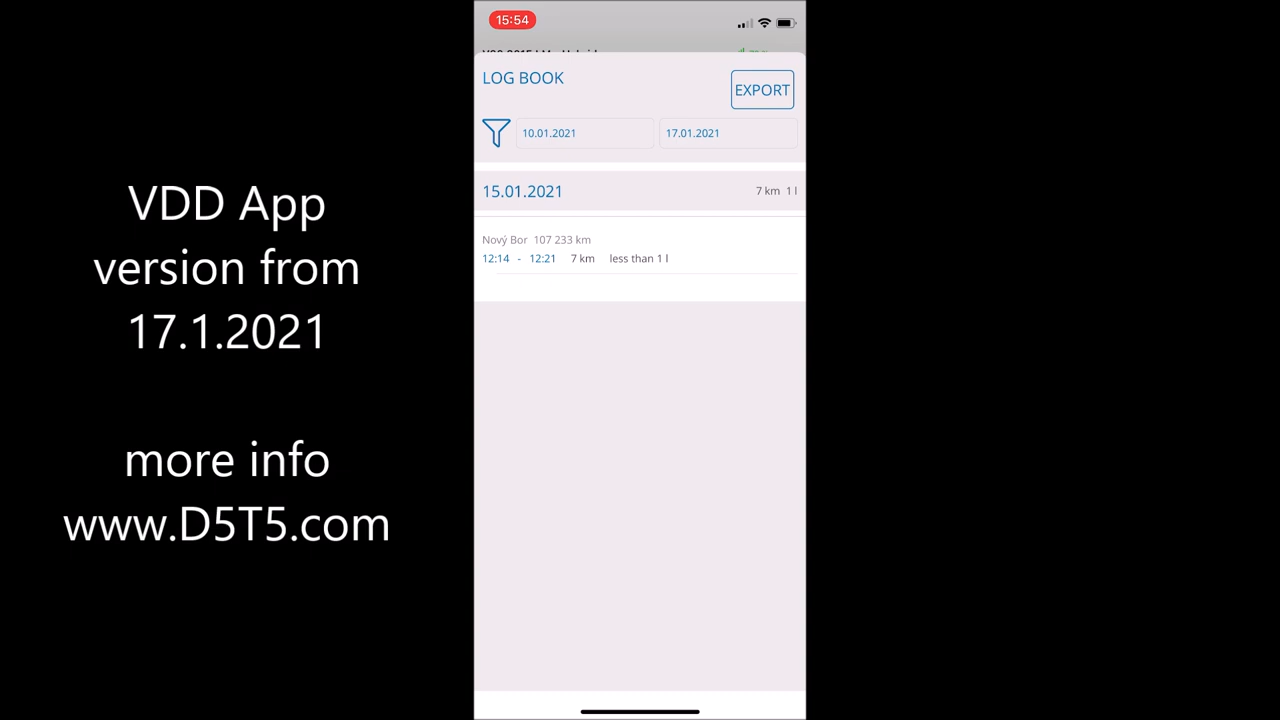 VDD App
version from
17.1.2021
more info
www.D5T5.com
15:54
LOG BOOK
EXPORT
10.01.2021
17.01.2021
15.01.2021
7 km 1 l
Nový Bor 107 233 km
12:14 - 12:21 7 km less than 1 l